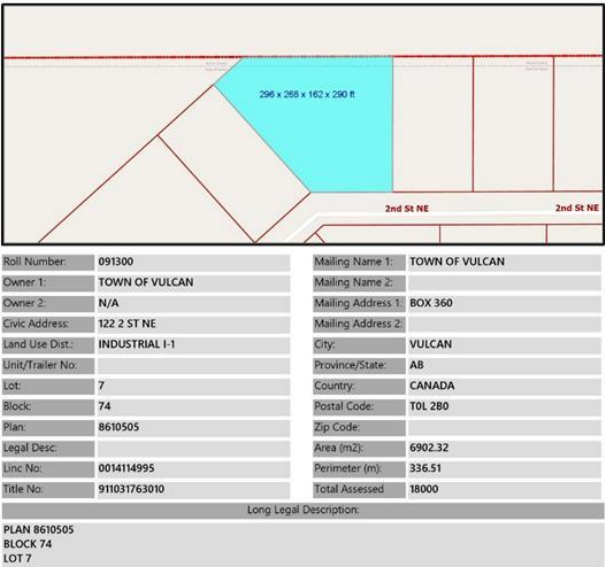 296 x 268 x 162 x 290 ft
2nd St NE
2nd St NE
Roll Number: 091300
Owner 1: TOWN OF VULCAN
Owner 2: N/A
Civic Address: 122 2 ST NE
Land Use Dist.: INDUSTRIAL I-1
Unit/Trailer No:
Lot: 7
Block: 74
Plan: 8610505
Legal Desc:
Linc No: 0014114995
Title No: 911031763010
Mailing Name 1: TOWN OF VULCAN
Mailing Name 2:
Mailing Address 1: BOX 360
Mailing Address 2:
City: VULCAN
Province/State: AB
Country: CANADA
Postal Code: T0L 2B0
Zip Code:
Area (m2): 6902.32
Perimeter (m): 336.51
Total Assessed 18000
Long Legal Description:
PLAN 8610505
BLOCK 74
LOT 7